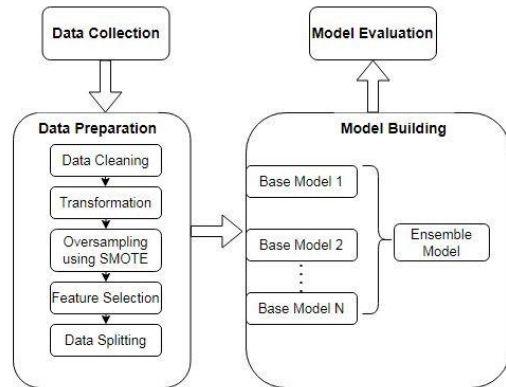 Data Collection
Model Evaluation
Data Preparation
Data Cleaning
Transformation
Oversampling
using SMOTE
Feature Selection
Data Splitting
Model Building
Base Model 1
Base Model 2
Base Model N
Ensemble
Model